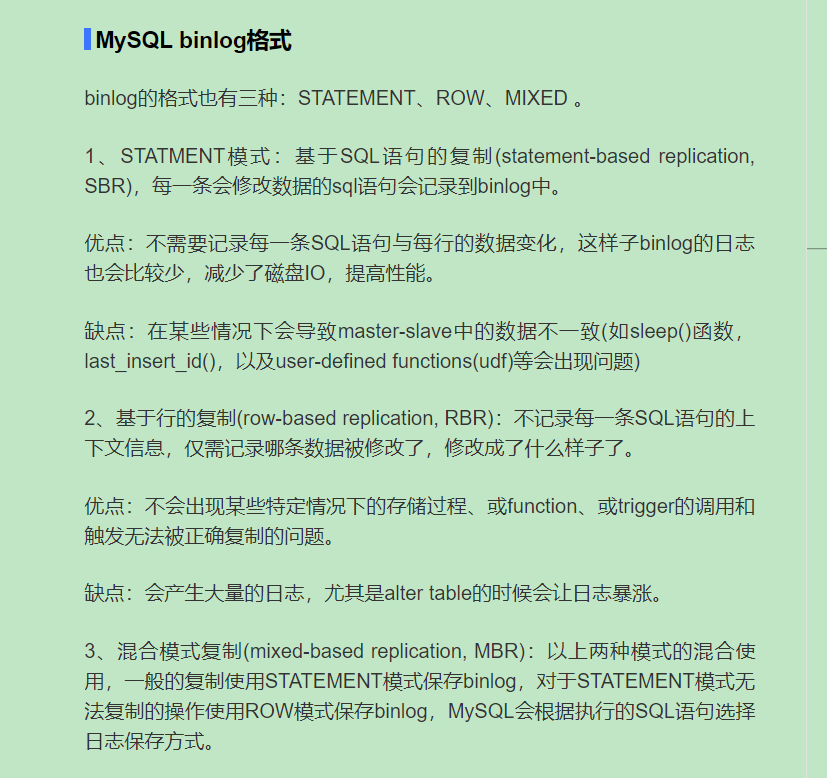 MySQL binlog格式
binlog的格式也有三种：STATEMENT、ROW、MIXED 。
1、STATMENT模式：基于SQL语句的复制(statement-based replication,
SBR)，每一条会修改数据的sql语句会记录到binlog中。
优点：不需要记录每一条SQL语句与每行的数据变化，这样子binlog的日志
也会比较少，减少了磁盘IO，提高性能。
缺点：在某些情况下会导致master-slave中的数据不一致(如sleep()函数，
last_insert_id()，以及user-defined functions(udf)等会出现问题)
2、基于行的复制(row-based replication, RBR)：不记录每一条SQL语句的上
下文信息，仅需记录哪条数据被修改了，修改成了什么样子了。
优点：不会出现某些特定情况下的存储过程、或function、或trigger的调用和
触发无法被正确复制的问题。
缺点：会产生大量的日志，尤其是alter table的时候会让日志暴涨。
3、混合模式复制(mixed-based replication, MBR)：以上两种模式的混合使
用，一般的复制使用STATEMENT模式保存binlog，对于STATEMENT模式无
法复制的操作使用ROW模式保存binlog，MySQL会根据执行的SQL语句选择
日志保存方式。